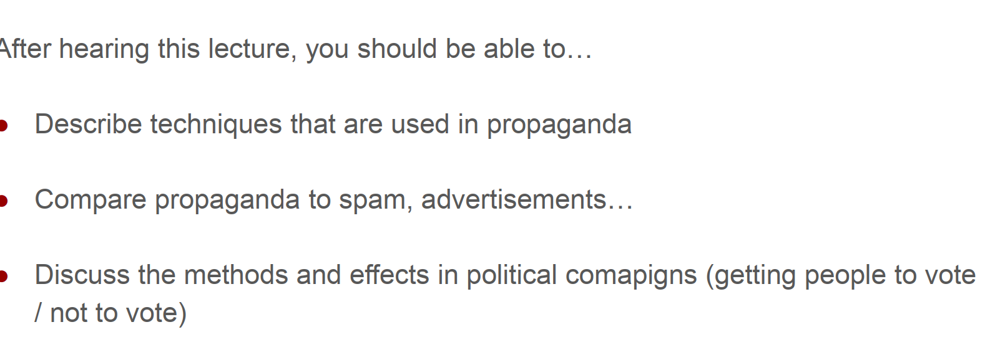 After hearing this lecture, you should be able to…
• Describe techniques that are used in propaganda
• Compare propaganda to spam, advertisements…
• Discuss the methods and effects in political comapigns (getting people to vote
/ not to vote)